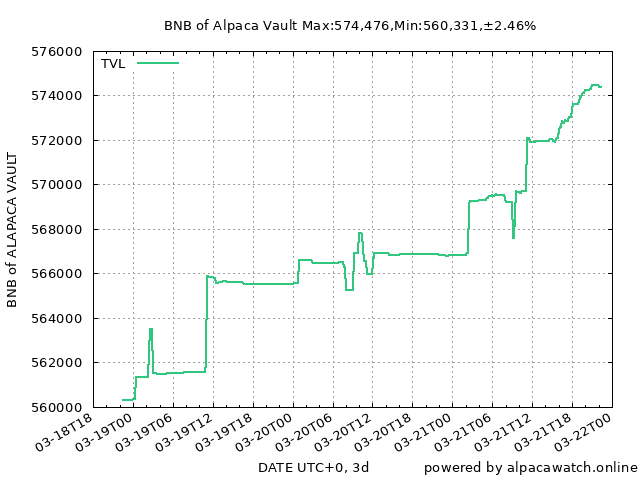 BNB of Alpaca Vault Max:574,476,Min:560,331,±2.46%
576000
574000
572000
570000
568000
566000
564000
562000
560000
BNB of ALAPACA VAULT
TVL
03-18T18
03-19T00
03-19T06
03-19T12
03-19T18
03-20T00
03-20T06
03-20T12
03-20T18
03-21T00
03-21T06
03-21T12
03-21T18
03-22T00
DATE UTC+0, 3d
powered by alpacawatch.online